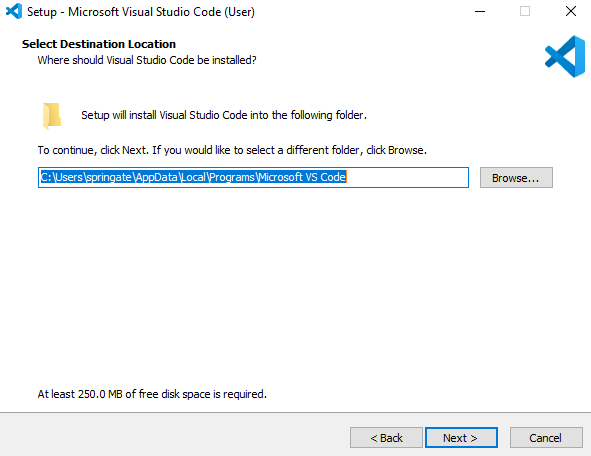 Setup - Microsoft Visual Studio Code (User)
Select Destination Location
Where should Visual Studio Code be installed?
Setup will install Visual Studio Code into the following folder.
To continue, click Next. If you would like to select a different folder, click Browse.
C:\Users\springate\AppData\Local\Programs\Microsoft VS Code
Browse...
At least 250.0 MB of free disk space is required.
< Back
Next >
Cancel